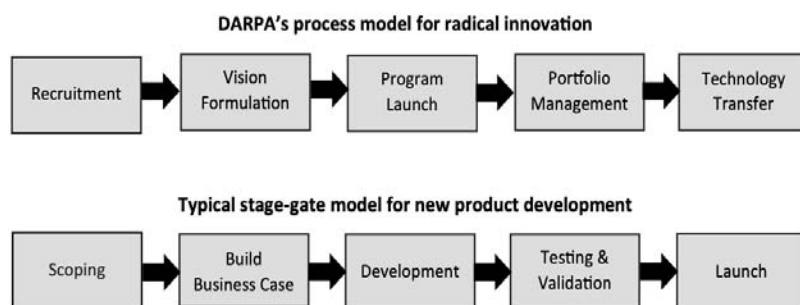 DARPA’s process model for radical innovation
Recruitment
Vision
Formulation
Program
Launch
Portfolio
Management
Technology
Transfer
Typical stage-gate model for new product development
Scoping
Build
Business Case
Development
Testing &
Validation
Launch